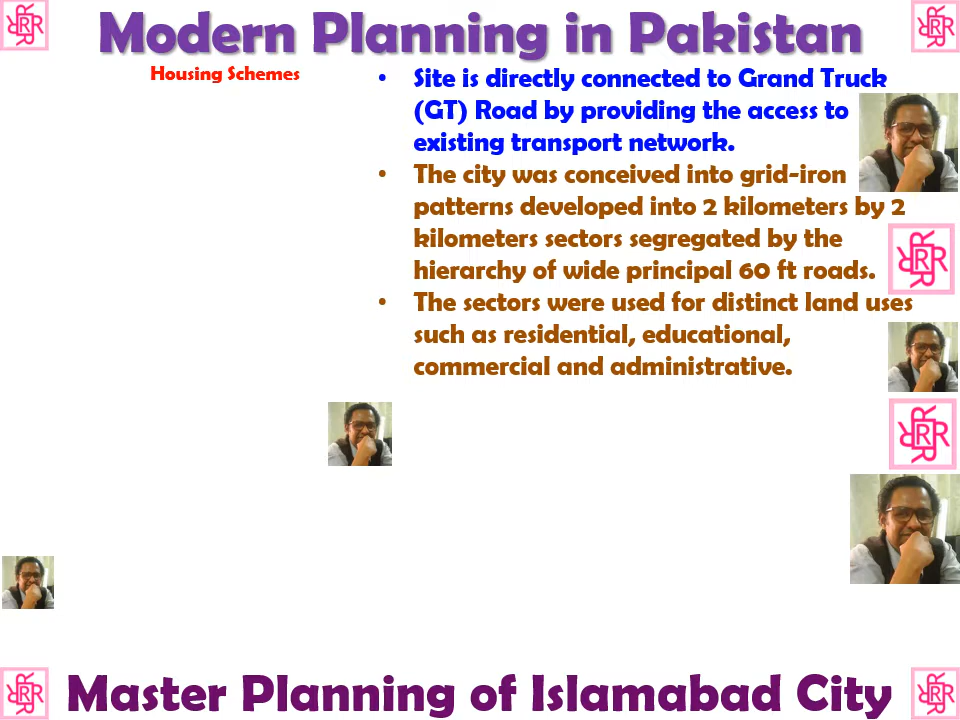 Modern Planning in Pakistan
Housing Schemes
• Site is directly connected to Grand Truck
(GT) Road by providing the access to
existing transport network.
• The city was conceived into grid-iron
patterns developed into 2 kilometers by 2
kilometers sectors segregated by the
hierarchy of wide principal 60 ft roads.
• The sectors were used for distinct land uses
such as residential, educational,
commercial and administrative.
Master Planning of Islamabad City